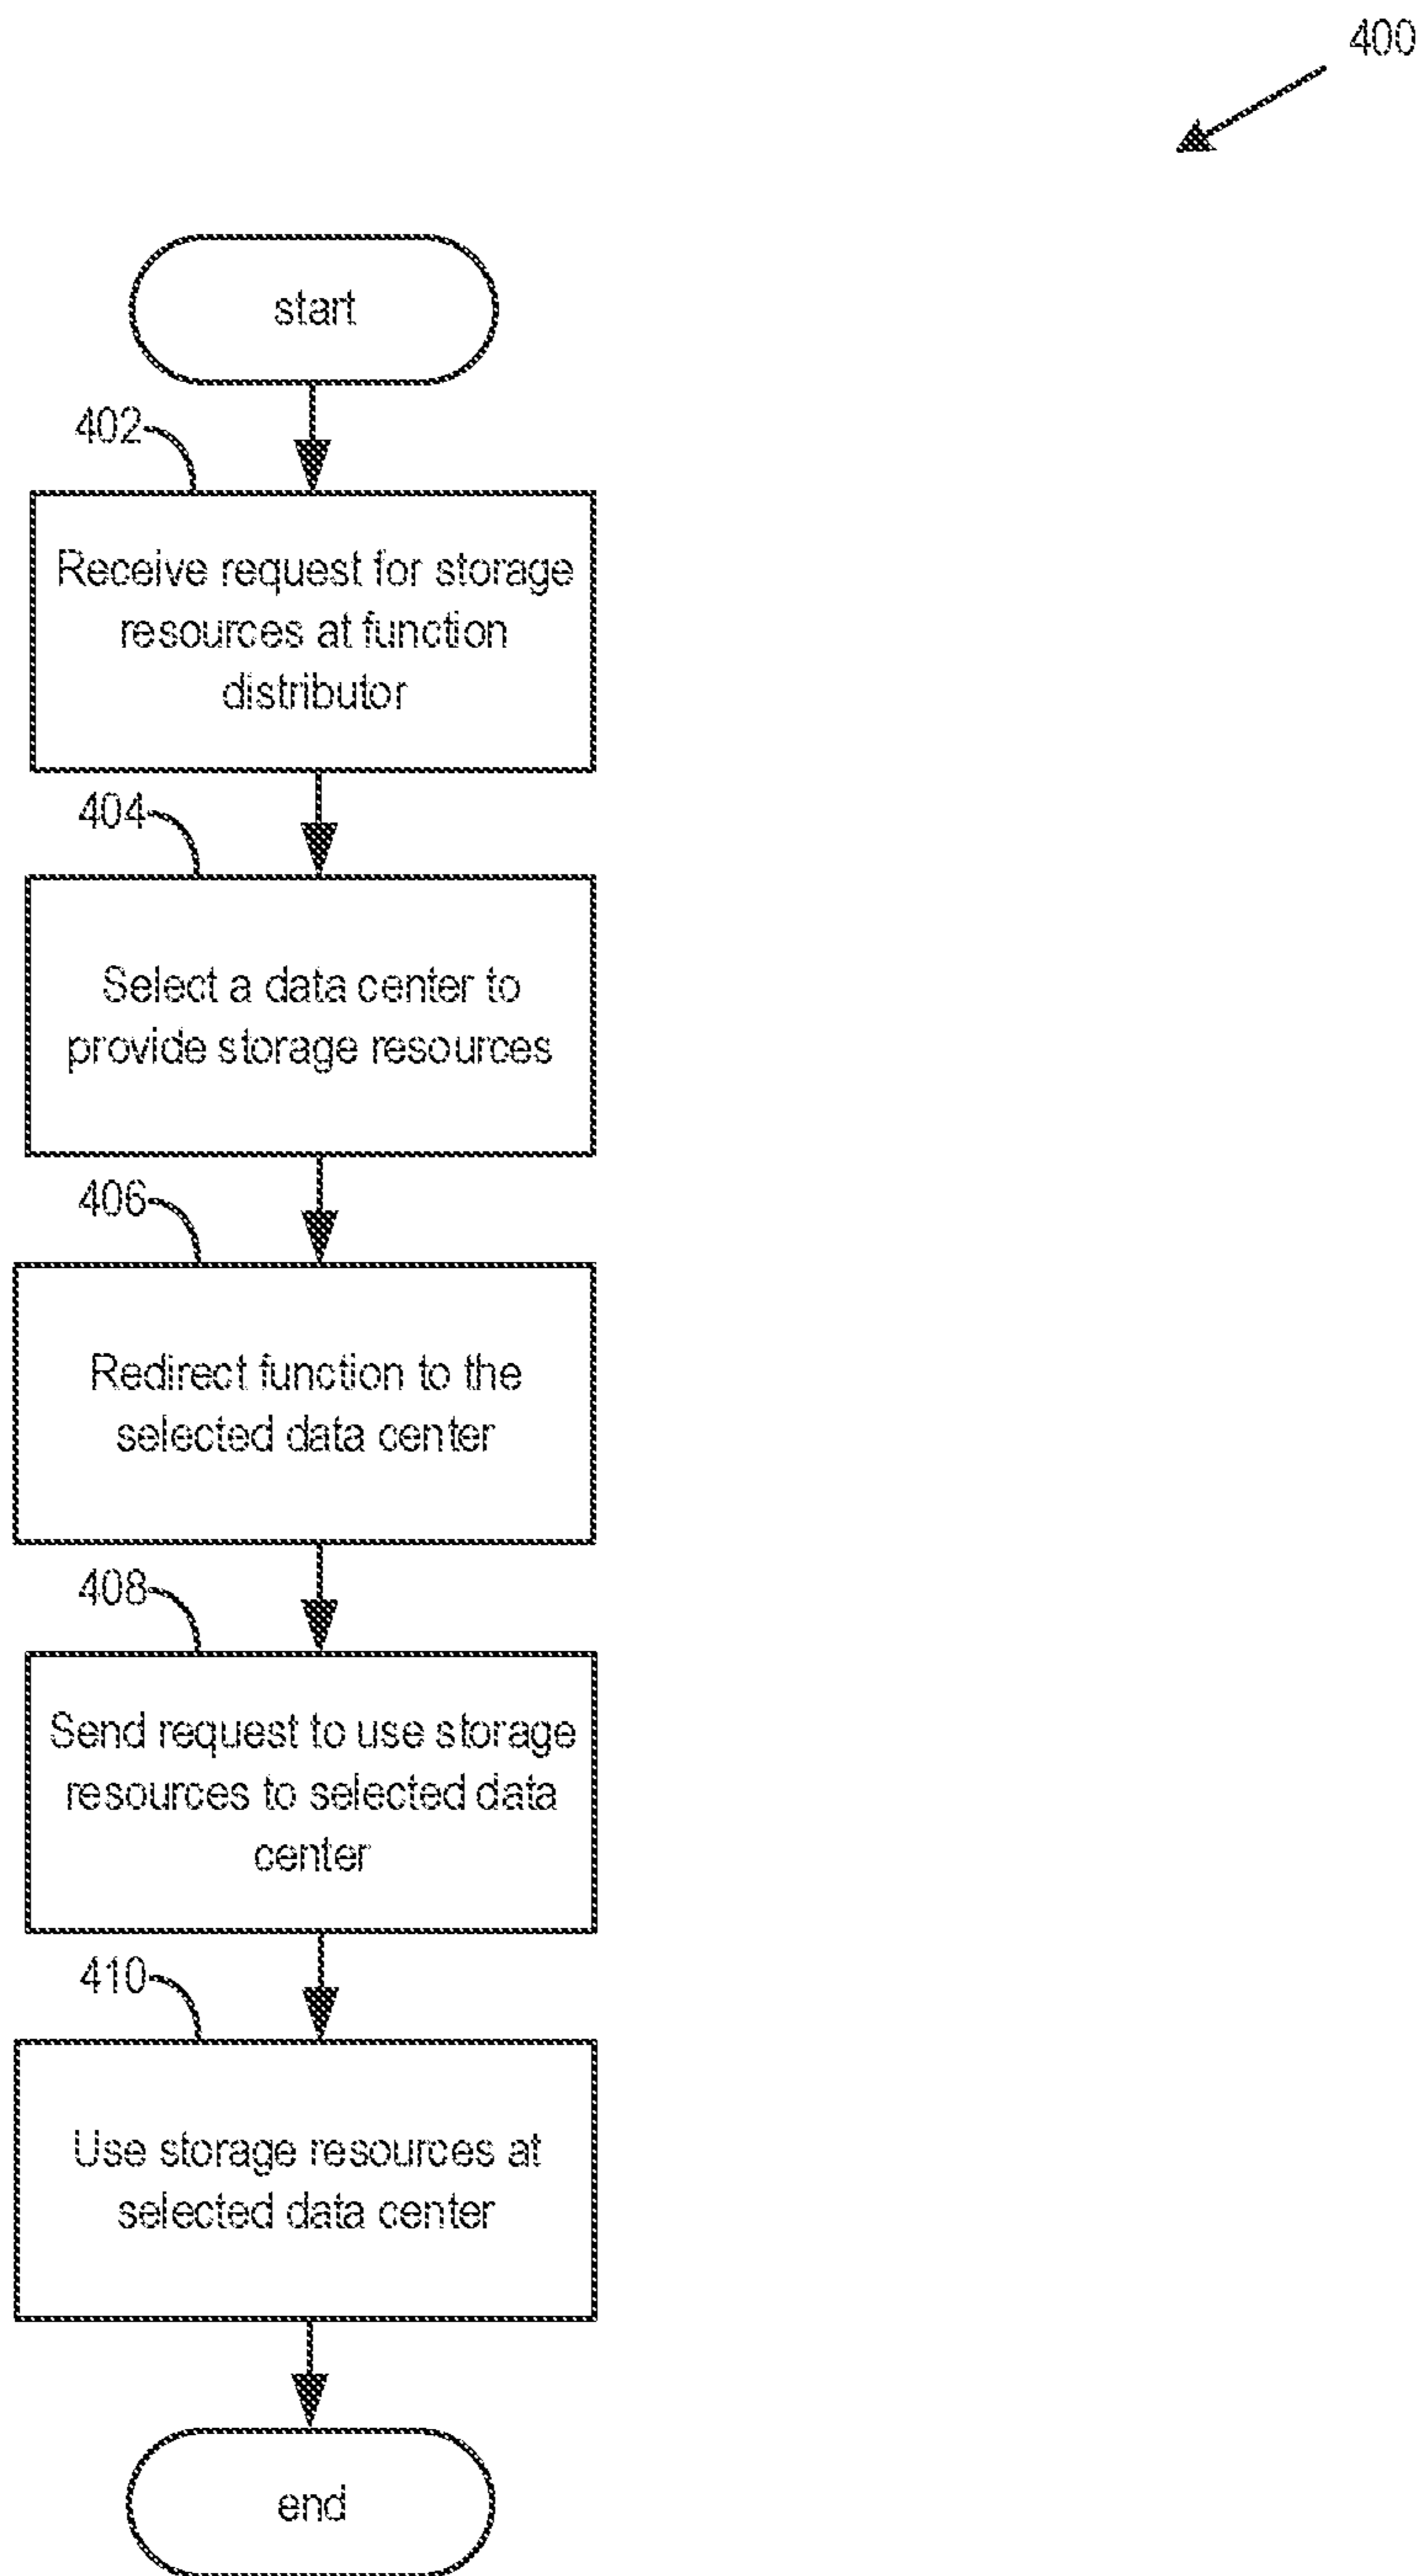 400
start
402
Receive request for storage
resources at function
distributor
404
Select a data center to
provide storage resources
406
Redirect function to the
selected data center
408
Send request to use storage
resources to selected data
center
410
Use storage resources at
selected data center
end